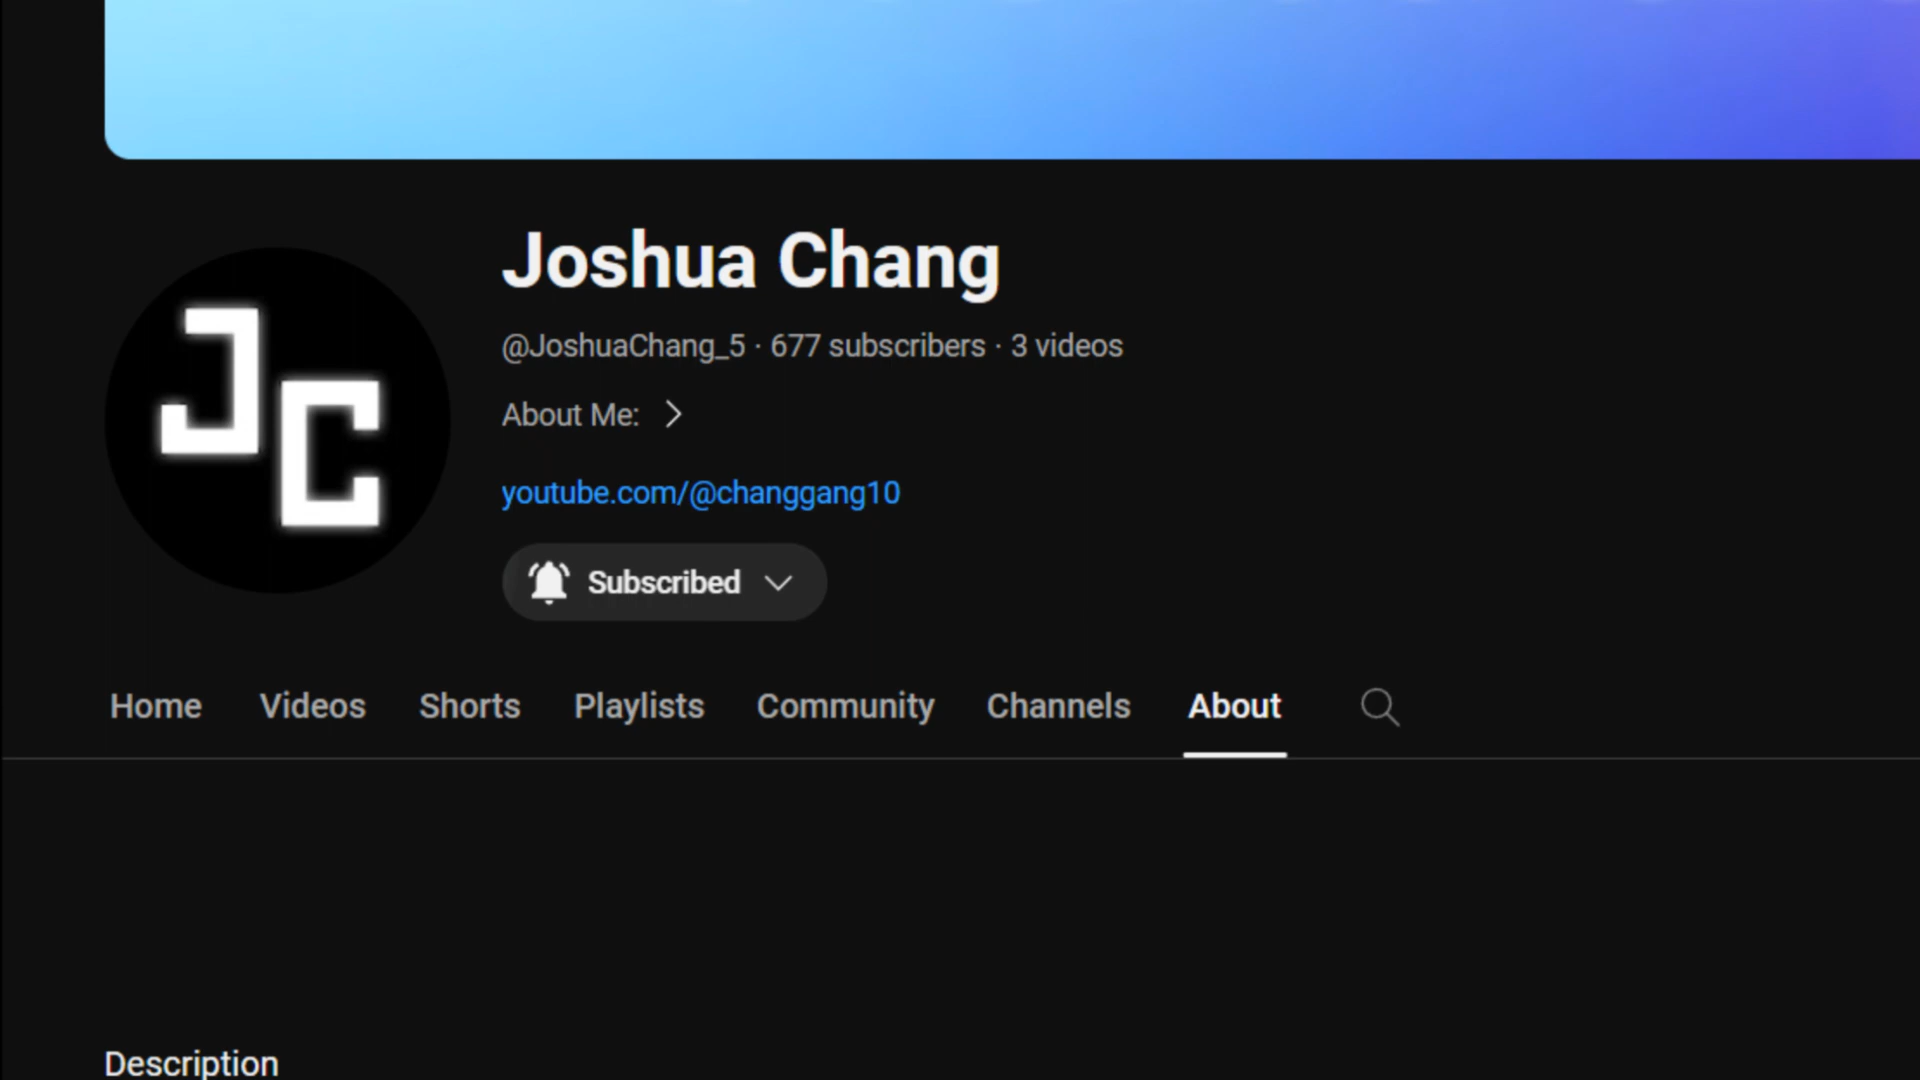 Joshua Chang
@JoshuaChang_5 · 677 subscribers · 3 videos
About Me:
youtube.com/@changgang10
JC
Subscribed
Home Videos Shorts Playlists Community Channels About
Description